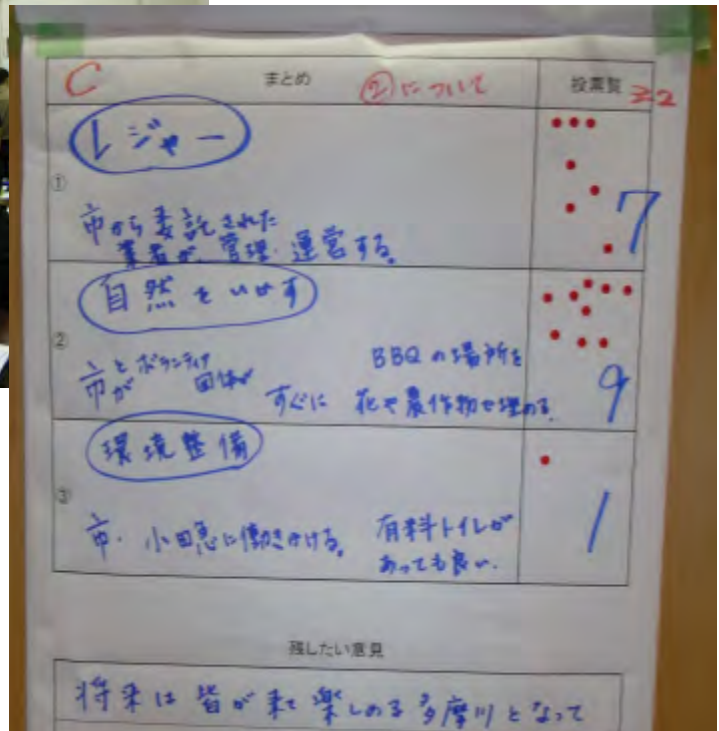 C まとめ ②について 投票覧
① レジャー
市から委託された
業者が、管理・運営する。
7
② 自然をいかす
市とボランティア
が 団体が
BBQの場所を
すぐに 花や農作物で埋める。
9
③ 環境整備
市・小田急に働きかける。
有料トイレが
あっても良い。
1
残したい意見
将来は皆が来て楽しめる多摩川となって